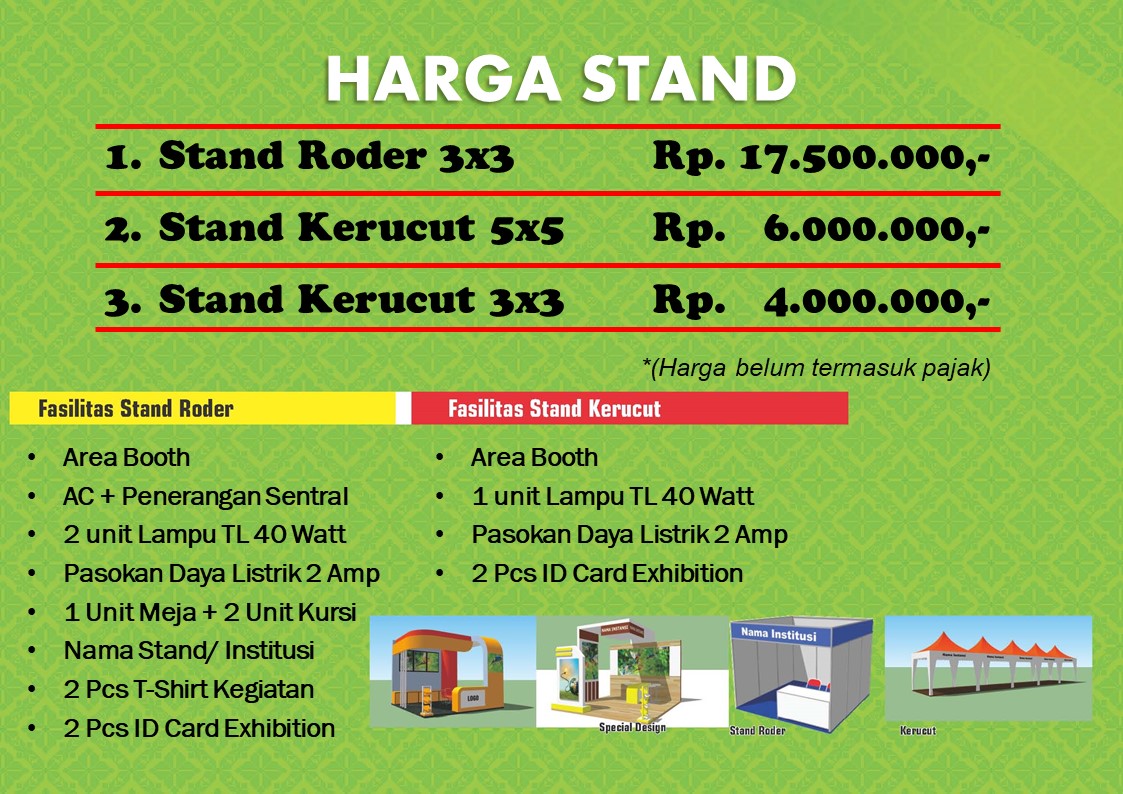 HARGA STAND
1. Stand Roder 3x3 Rp. 17.500.000,-
2. Stand Kerucut 5x5 Rp. 6.000.000,-
3. Stand Kerucut 3x3 Rp. 4.000.000,-
*(Harga belum termasuk pajak)
Fasilitas Stand Roder
• Area Booth
• AC + Penerangan Sentral
• 2 unit Lampu TL 40 Watt
• Pasokan Daya Listrik 2 Amp
• 1 Unit Meja + 2 Unit Kursi
• Nama Stand/ Institusi
• 2 Pcs T-Shirt Kegiatan
• 2 Pcs ID Card Exhibition
Fasilitas Stand Kerucut
• Area Booth
• 1 unit Lampu TL 40 Watt
• Pasokan Daya Listrik 2 Amp
• 2 Pcs ID Card Exhibition
LOGO
NAMA INSTANSI
Special Design
Nama Institusi
Stand Roder
Kerucut